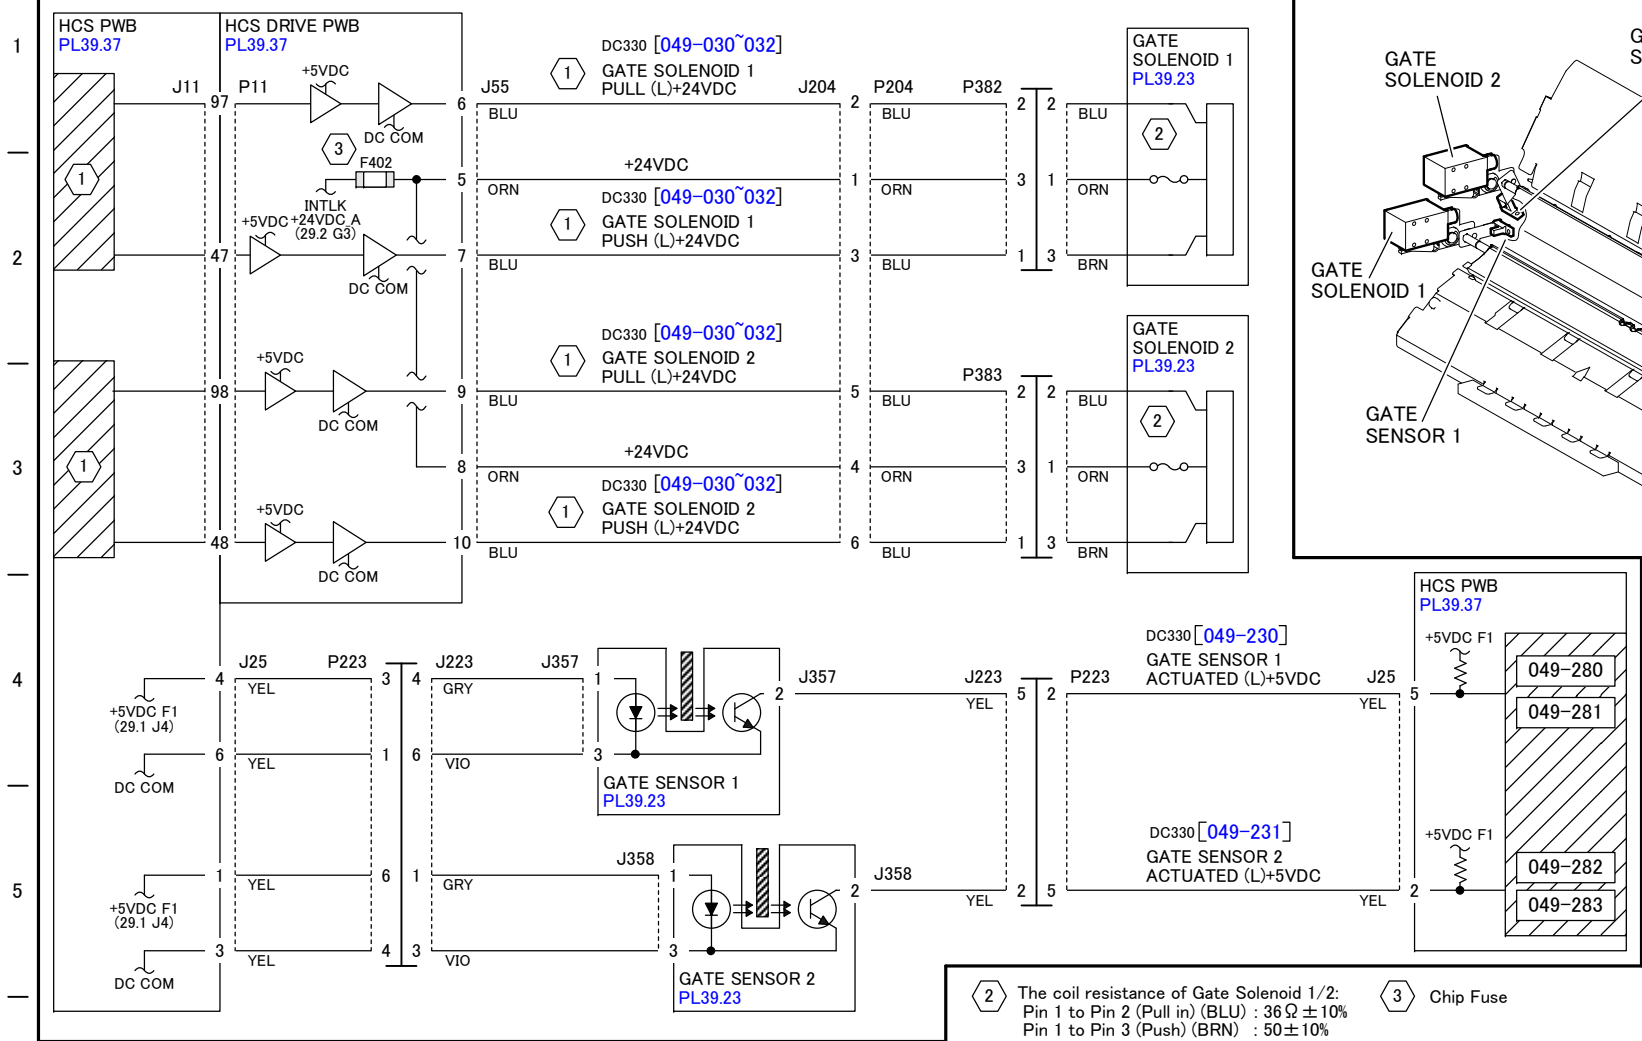 1
2
3
4
5
HCS PWB
PL39.37
HCS DRIVE PWB
PL39.37
J11
P11
97
+5VDC
DC COM
1
3
F402
INTLK
+24VDC_A
(29.2 G3)
+5VDC
DC COM
47
+5VDC
DC COM
98
1
+5VDC
DC COM
48
J55
6
BLU
5
ORN
7
BLU
9
BLU
8
ORN
10
BLU
DC330 [049-030~032]
1
GATE SOLENOID 1
PULL (L)+24VDC
+24VDC
DC330 [049-030~032]
1
GATE SOLENOID 1
PUSH (L)+24VDC
DC330 [049-030~032]
1
GATE SOLENOID 2
PULL (L)+24VDC
+24VDC
DC330 [049-030~032]
1
GATE SOLENOID 2
PUSH (L)+24VDC
J204
P204
P382
2
BLU
2
2
BLU
1
ORN
3
1
ORN
3
BLU
1
3
BRN
GATE
SOLENOID 1
PL39.23
2
P383
5
BLU
2
2
BLU
4
ORN
3
1
ORN
6
BLU
1
3
BRN
GATE
SOLENOID 2
PL39.23
2
GATE
SOLENOID 2
G
S
GATE
SOLENOID 1
GATE
SENSOR 1
J25
P223
J223
J357
4
YEL
3
4
GRY
1
+5VDC F1
(29.1 J4)
6
YEL
1
6
VIO
3
DC COM
GATE SENSOR 1
PL39.23
2
J357
J223
P223
J25
YEL
5
2
YEL
5
DC330 [049-230]
GATE SENSOR 1
ACTUATED (L)+5VDC
1
YEL
6
1
GRY
J358
1
+5VDC F1
(29.1 J4)
3
YEL
4
3
VIO
3
DC COM
GATE SENSOR 2
PL39.23
2
J358
YEL
2
5
YEL
2
DC330 [049-231]
GATE SENSOR 2
ACTUATED (L)+5VDC
HCS PWB
PL39.37
+5VDC F1
049-280
049-281
+5VDC F1
049-282
049-283
2
The coil resistance of Gate Solenoid 1/2:
Pin 1 to Pin 2 (Pull in) (BLU) : 36Ω±10%
Pin 1 to Pin 3 (Push) (BRN) : 50±10%
3
Chip Fuse